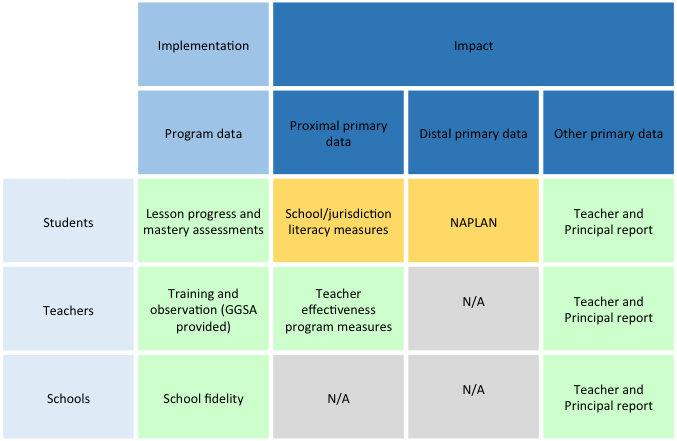 Implementation
Impact
Program data
Proximal primary
data
Distal primary data
Other primary data
Students
Lesson progress and
mastery assessments
School/jurisdiction
literacy measures
NAPLAN
Teacher and
Principal report
Teachers
Training and
observation (GGSA
provided)
Teacher
effectiveness
program measures
N/A
Teacher and
Principal report
Schools
School fidelity
N/A
N/A
Teacher and
Principal report